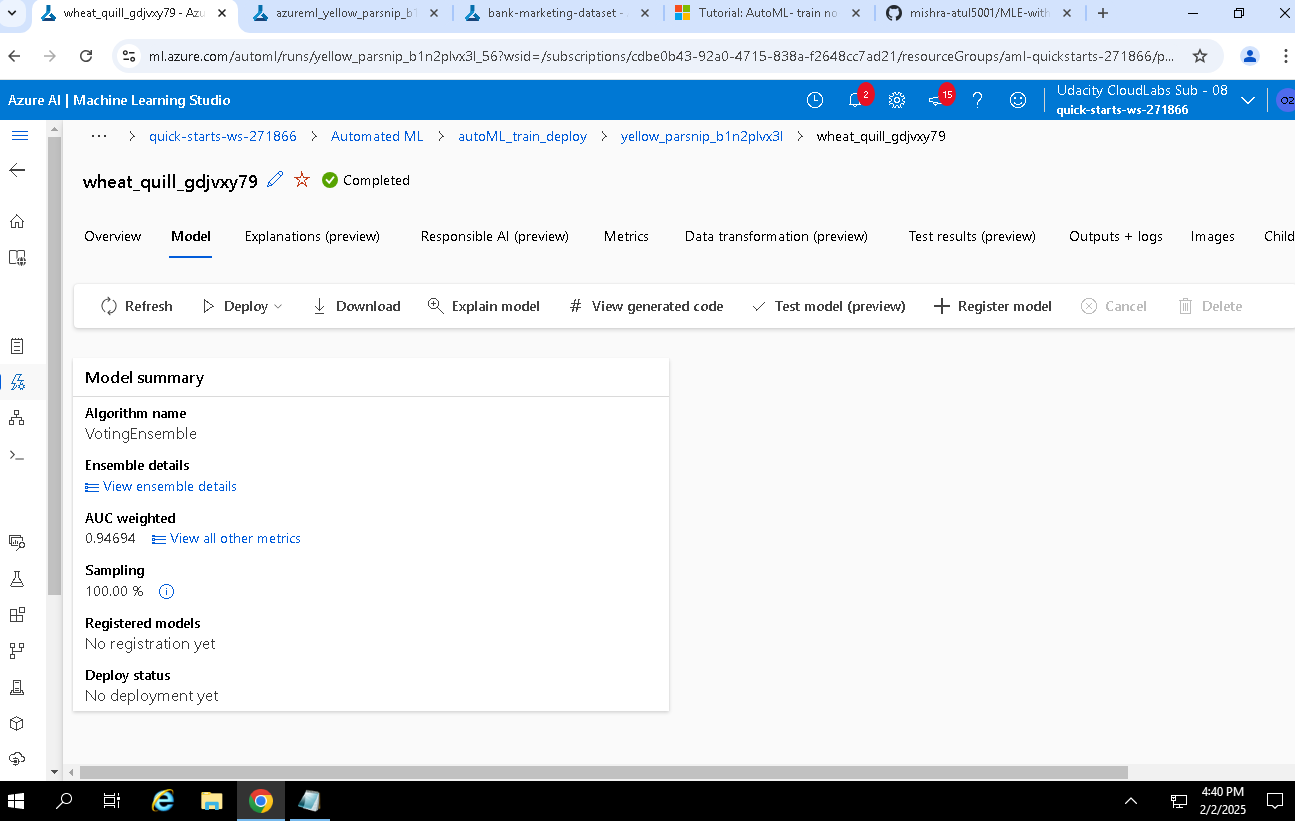 wheat_quill_gdjvxy79 - Azu
azureml_yellow_parsnip_b1
bank-marketing-dataset -
Tutorial: AutoML- train no
mishra-atul5001/MLE-with
ml.azure.com/automl/runs/yellow_parsnip_b1n2plvx3l_56?wsid=/subscriptions/cdbe0b43-92a0-4715-838a-f2648cc7ad21/resourceGroups/aml-quickstarts-271866/p...
Azure AI | Machine Learning Studio
2
15
Udacity CloudLabs Sub - 08
quick-starts-ws-271866
O2
... > quick-starts-ws-271866 > Automated ML > autoML_train_deploy > yellow_parsnip_b1n2plvx3l > wheat_quill_gdjvxy79
wheat_quill_gdjvxy79 Completed
Overview Model Explanations (preview) Responsible AI (preview) Metrics Data transformation (preview) Test results (preview) Outputs + logs Images Child
Refresh Deploy Download Explain model # View generated code Test model (preview) Register model Cancel Delete
Model summary
Algorithm name
VotingEnsemble
Ensemble details
View ensemble details
AUC weighted
0.94694 View all other metrics
Sampling
100.00 %
Registered models
No registration yet
Deploy status
No deployment yet
4:40 PM
2/2/2025